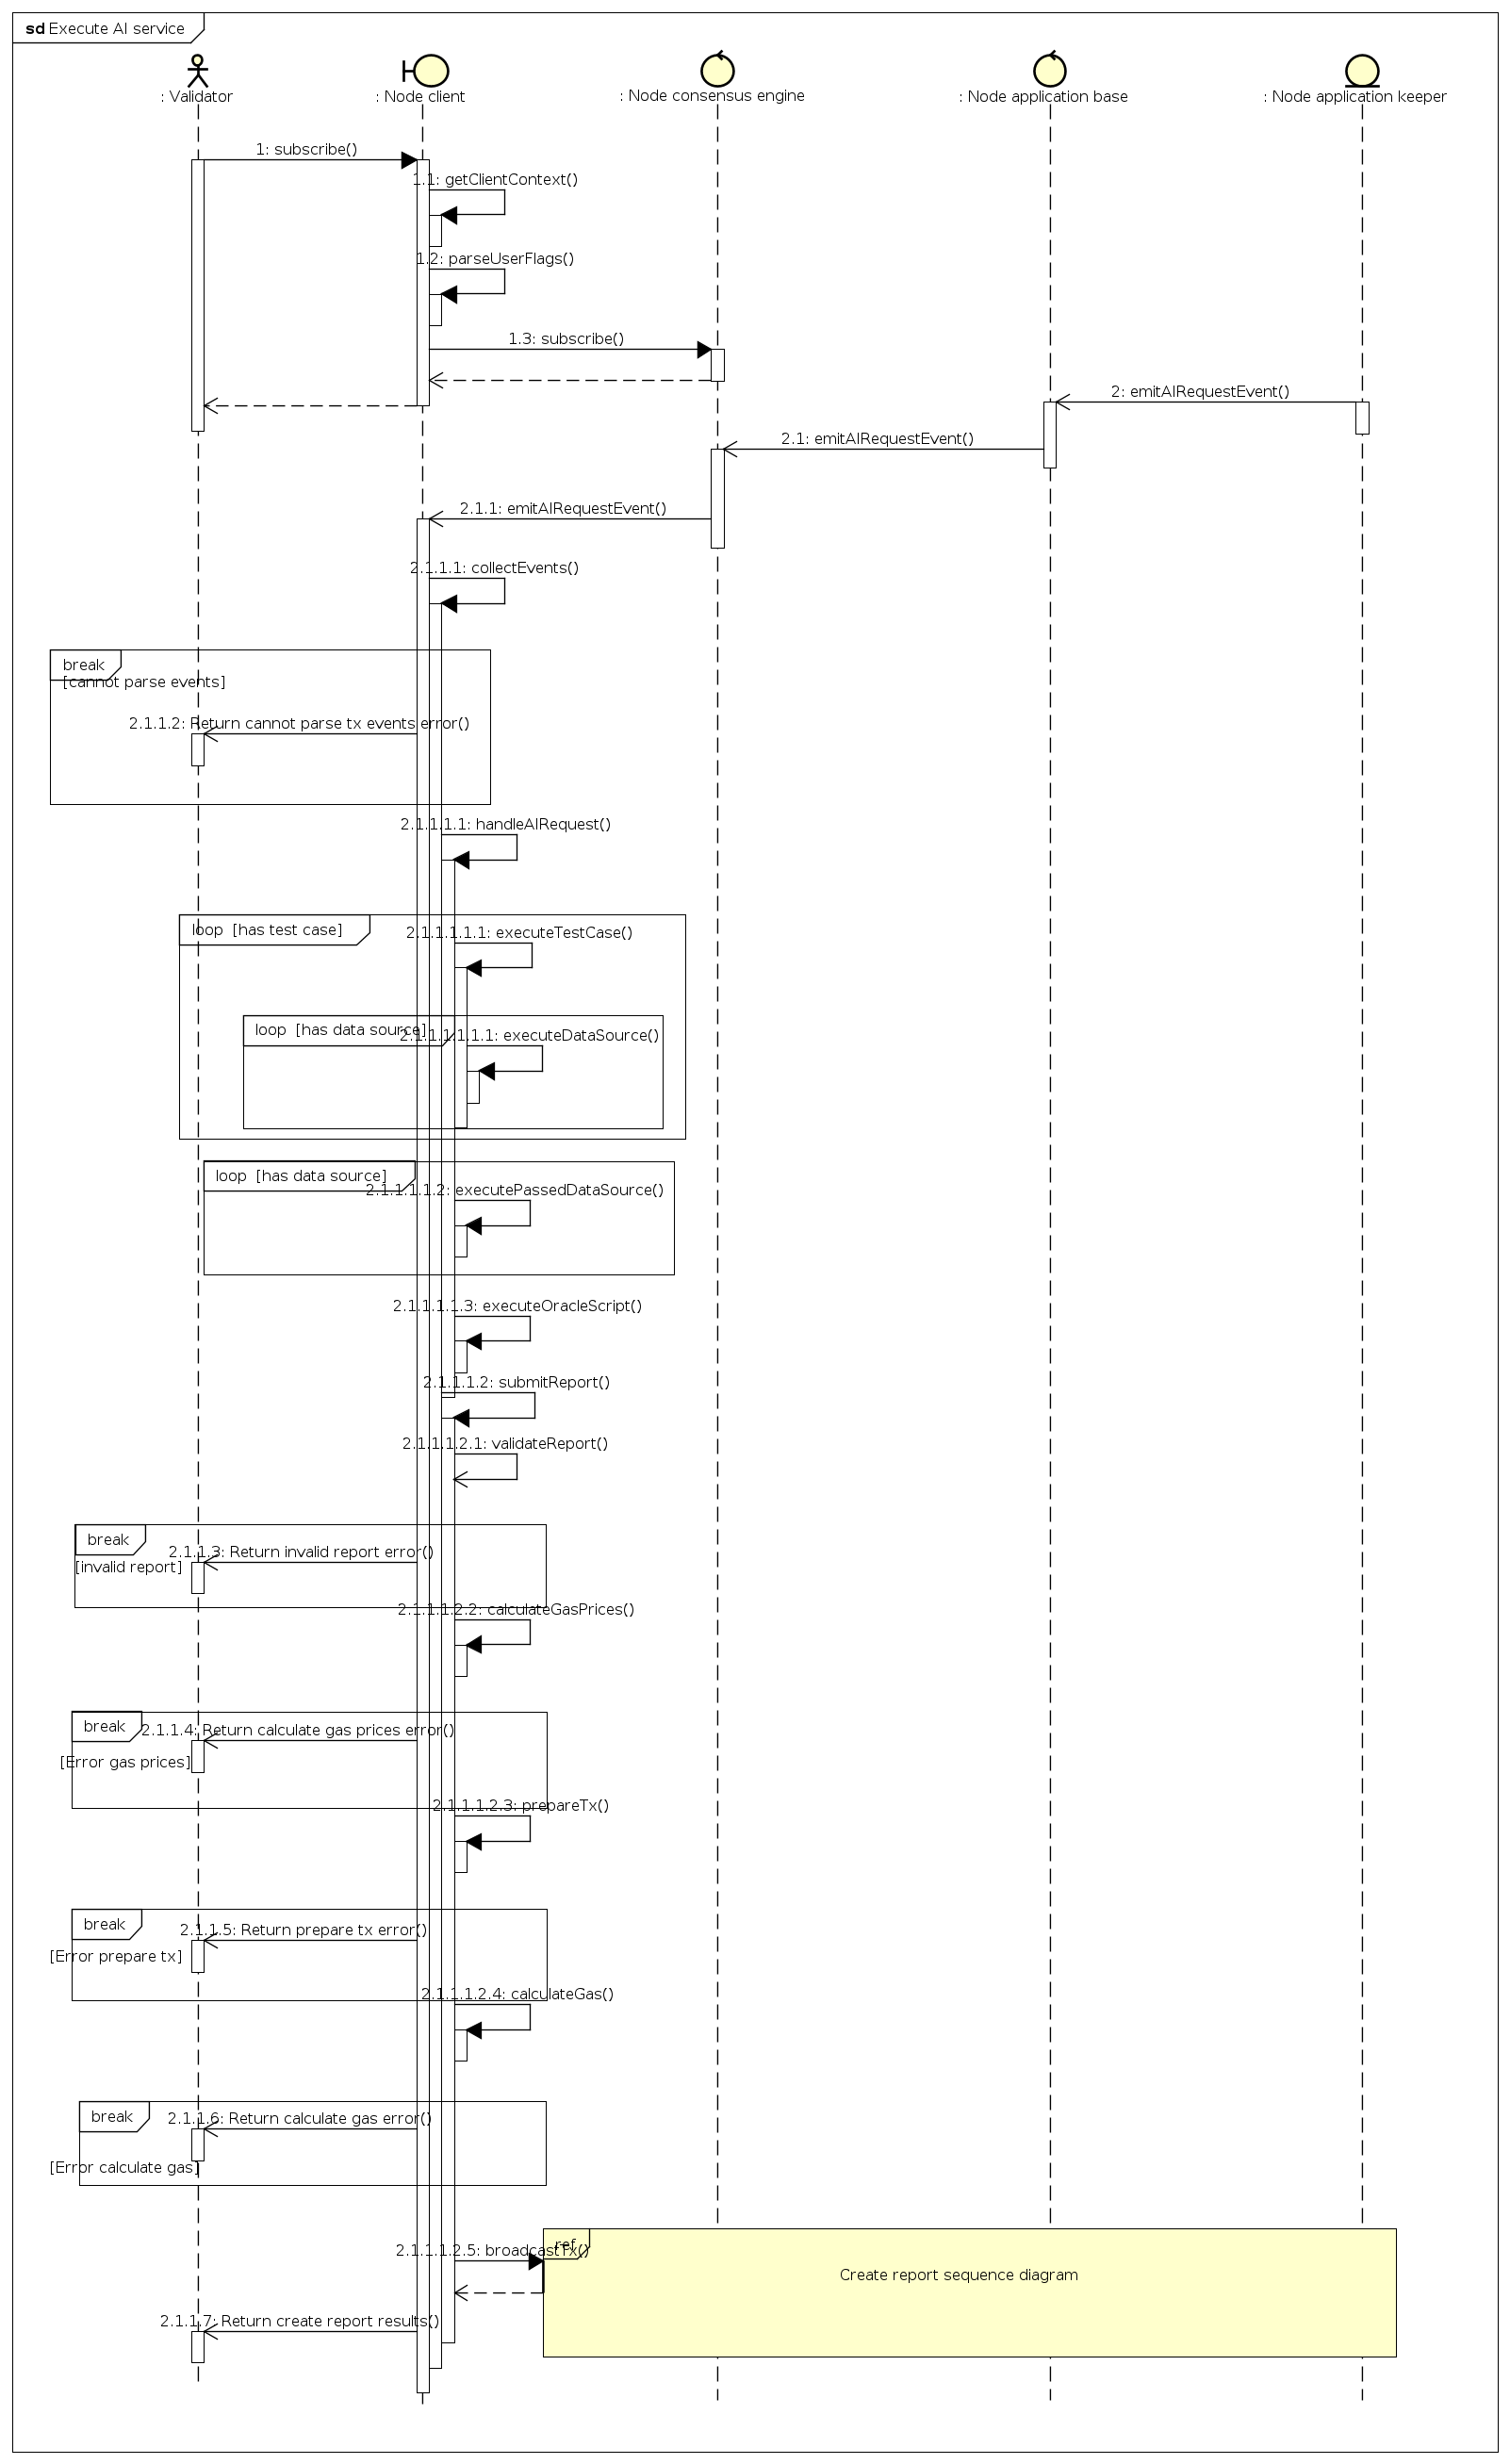 sd Execute AI service
: Validator
: Node client
: Node consensus engine
: Node application base
: Node application keeper
1: subscribe()
1.1: getClientContext()
1.2: parseUserFlags()
1.3: subscribe()
2: emitAIRequestEvent()
2.1: emitAIRequestEvent()
2.1.1: emitAIRequestEvent()
2.1.1.1: collectEvents()
break
[cannot parse events]
2.1.1.2: Return cannot parse tx events error()
2.1.1.1.1: handleAIRequest()
loop [has test case]
2.1.1.1.1.1: executeTestCase()
loop [has data source]
2.1.1.1.1.1.1: executeDataSource()
loop [has data source]
2.1.1.1.1.2: executePassedDataSource()
2.1.1.1.1.3: executeOracleScript()
2.1.1.1.2: submitReport()
2.1.1.1.2.1: validateReport()
break
2.1.1.3: Return invalid report error()
[invalid report]
2.1.1.1.2.2: calculateGasPrices()
break
2.1.1.4: Return calculate gas prices error()
[Error gas prices]
2.1.1.1.2.3: prepareTx()
break
2.1.1.5: Return prepare tx error()
[Error prepare tx]
2.1.1.1.2.4: calculateGas()
break
2.1.1.6: Return calculate gas error()
[Error calculate gas]
ref
2.1.1.1.2.5: broadcastTx()
Create report sequence diagram
2.1.1.7: Return create report results()